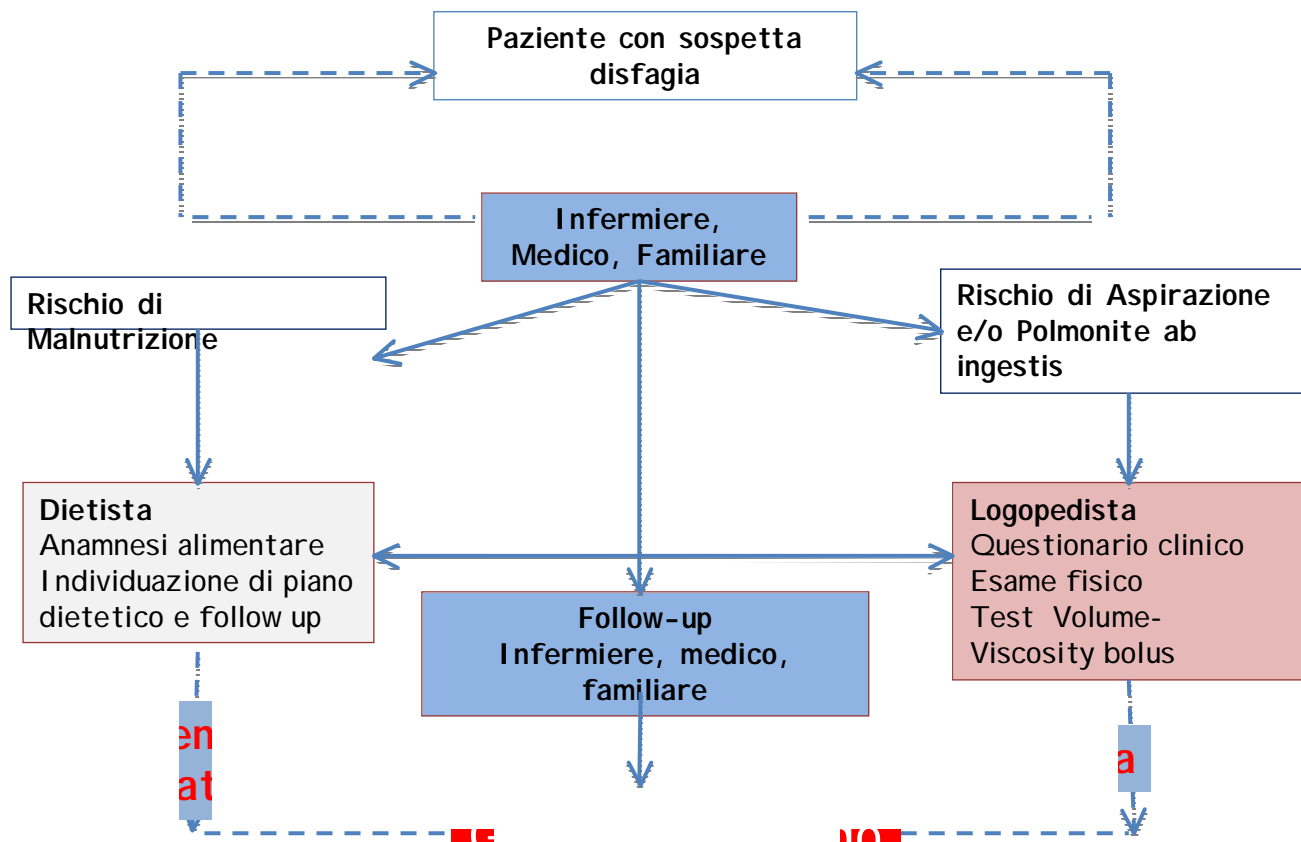 Paziente con sospetta
disfagia
Infermiere,
Medico, Familiare
Rischio di
Malnutrizione
Rischio di Aspirazione
e/o Polmonite ab
ingestis
Dietista
Anamnesi alimentare
Individuazione di piano
dietetico e follow up
Logopedista
Questionario clinico
Esame fisico
Test Volume-
Viscosity bolus
Follow-up
Infermiere, medico,
familiare
en
at
a